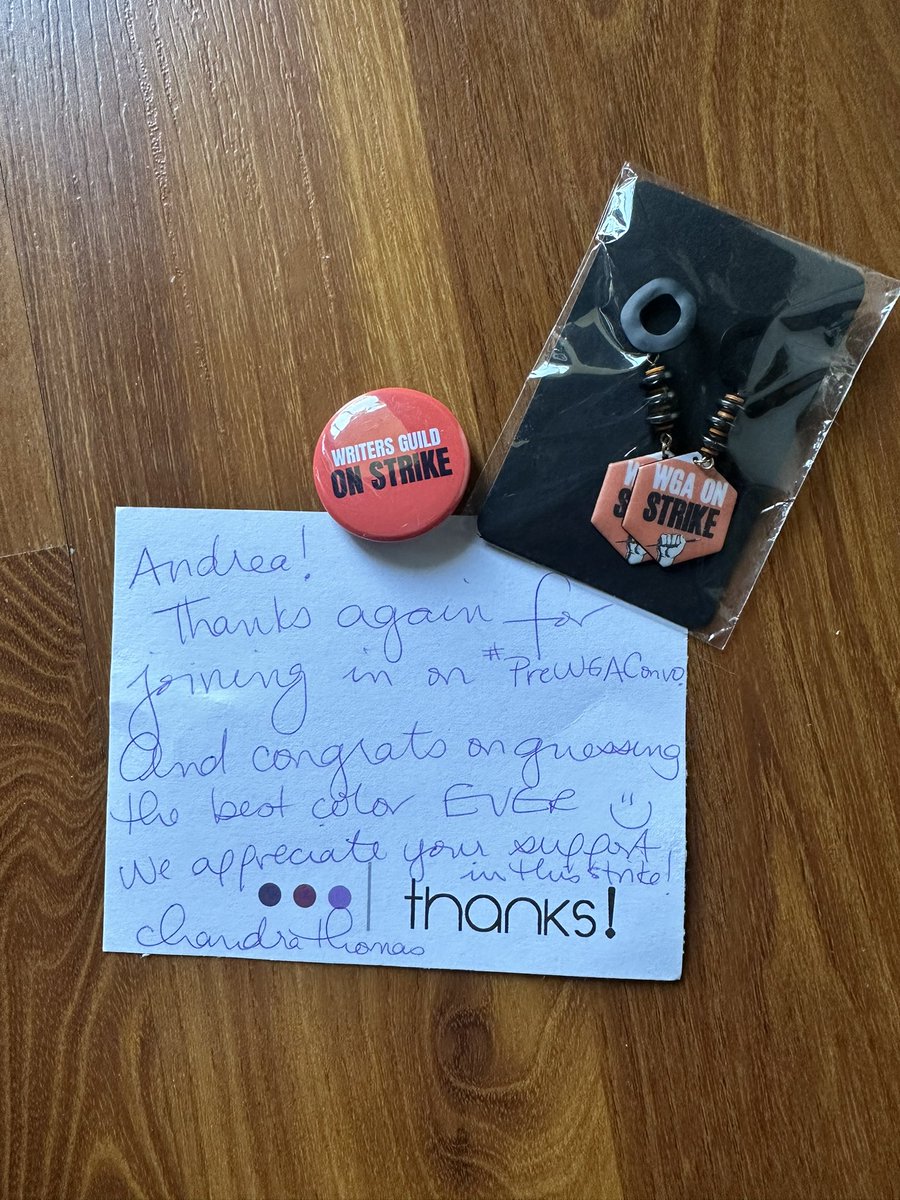 WRITERS GUILD
ON STRIKE
WGA ON
STRIKE
W
S
Andrea!
Thanks again for
joining in on #PreWGAConvo.
And congrats on guessing
the best color EVER
We appreciate your support
in this strike!
thanks!
Chandra Thomas